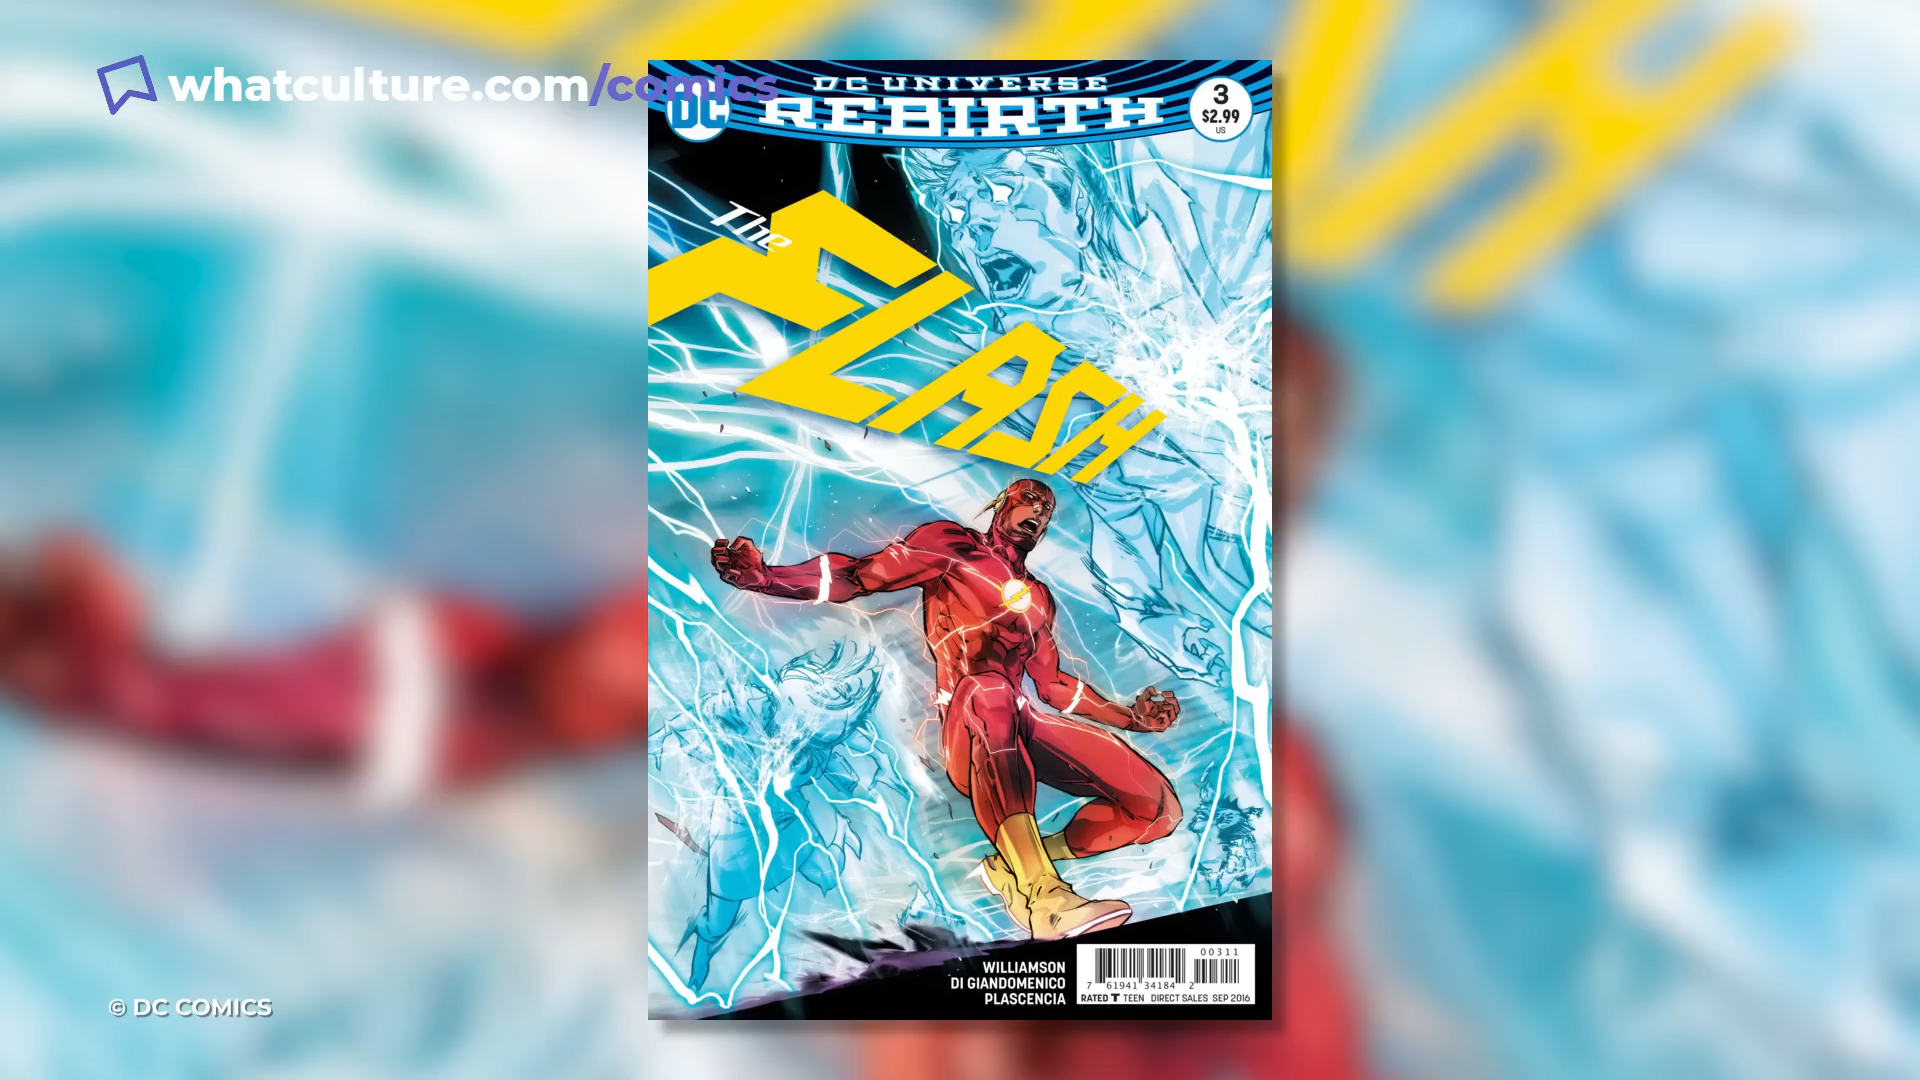 whatculture.com/comics
DC
DC UNIVERSE
REBIRTH
3
$2.99
US
The
FLASH
WILLIAMSON
DI GIANDOMENICO
PLASCENCIA
00311
7 61941 34184 2
RATED T TEEN DIRECT SALES SEP 2016
© DC COMICS